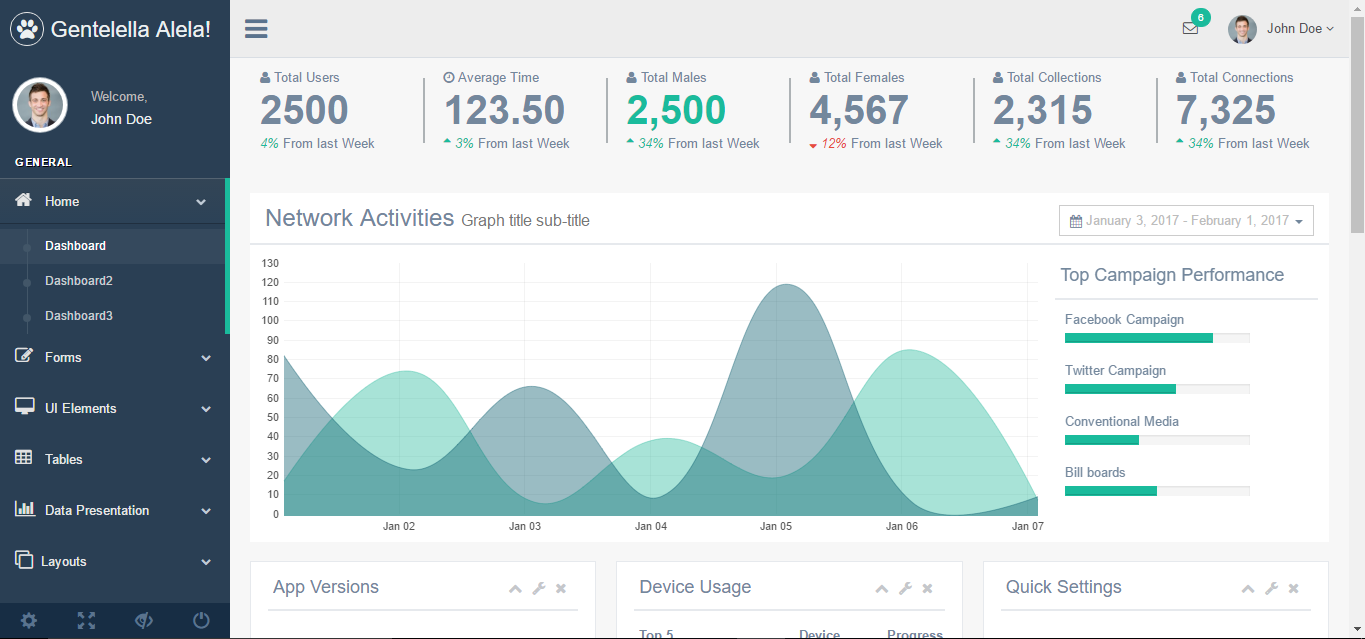 Gentelella Alela!
6
John Doe
Welcome,
John Doe
GENERAL
Home
Dashboard
Dashboard2
Dashboard3
Forms
UI Elements
Tables
Data Presentation
Layouts
Total Users
2500
4% From last Week
Average Time
123.50
3% From last Week
Total Males
2,500
34% From last Week
Total Females
4,567
12% From last Week
Total Collections
2,315
34% From last Week
Total Connections
7,325
34% From last Week
Network Activities Graph title sub-title
January 3, 2017 - February 1, 2017
130
120
110
100
90
80
70
60
50
40
30
20
10
0
Jan 02 Jan 03 Jan 04 Jan 05 Jan 06 Jan 07
Top Campaign Performance
Facebook Campaign
Twitter Campaign
Conventional Media
Bill boards
App Versions
Device Usage
Top 5 Device Progress
Quick Settings